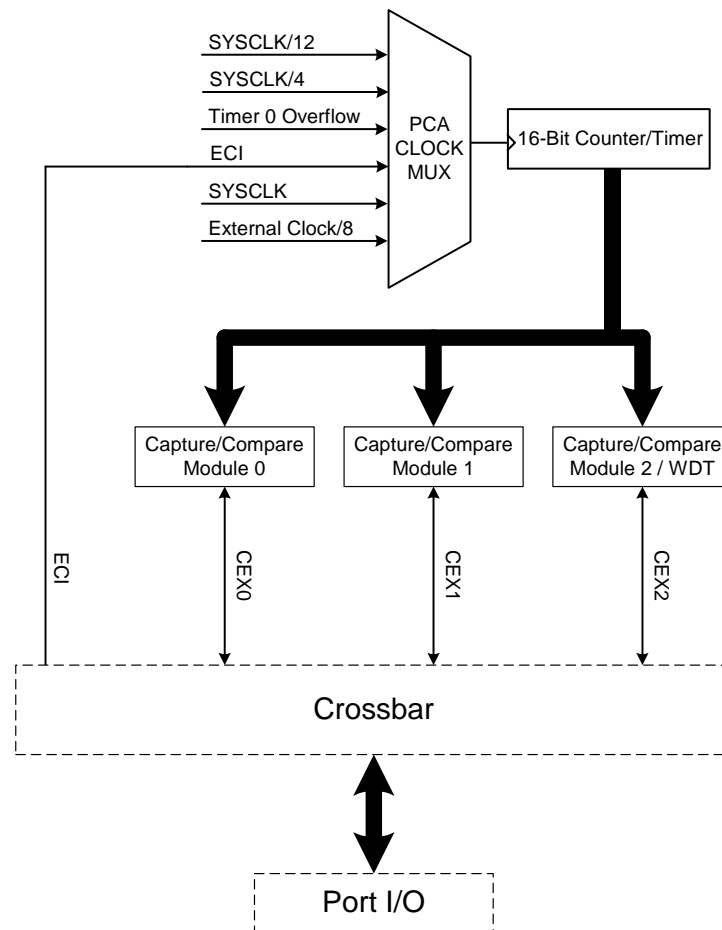 SYSCLK/12
SYSCLK/4
Timer 0 Overflow
ECI
SYSCLK
External Clock/8
PCA
CLOCK
MUX
16-Bit Counter/Timer
Capture/Compare
Module 0
Capture/Compare
Module 1
Capture/Compare
Module 2 / WDT
ECI
CEX0
CEX1
CEX2
Crossbar
Port I/O